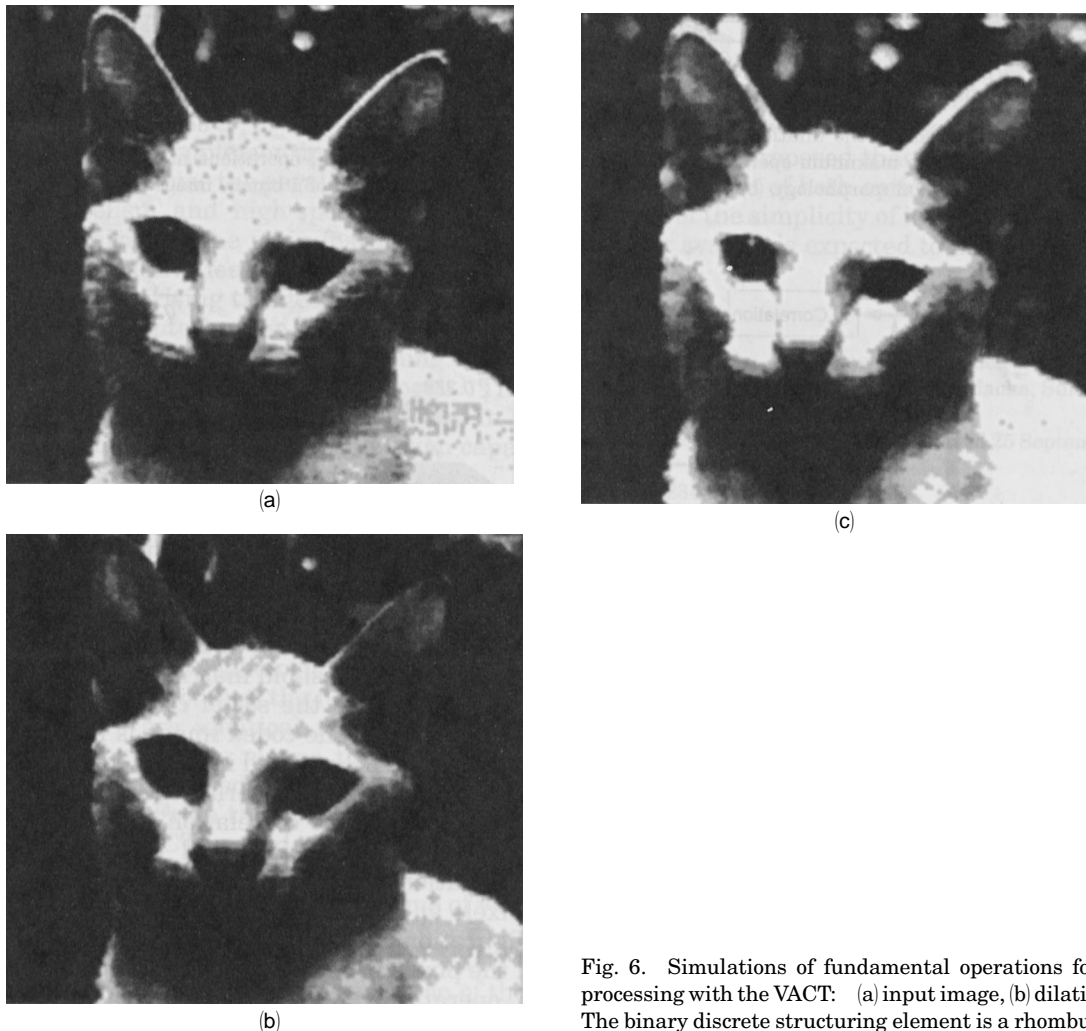 (a)
(c)
(b)
Fig. 6. Simulations of fundamental operations fo
processing with the VACT: (a) input image, (b) dilati
The binary discrete structuring element is a rhombu